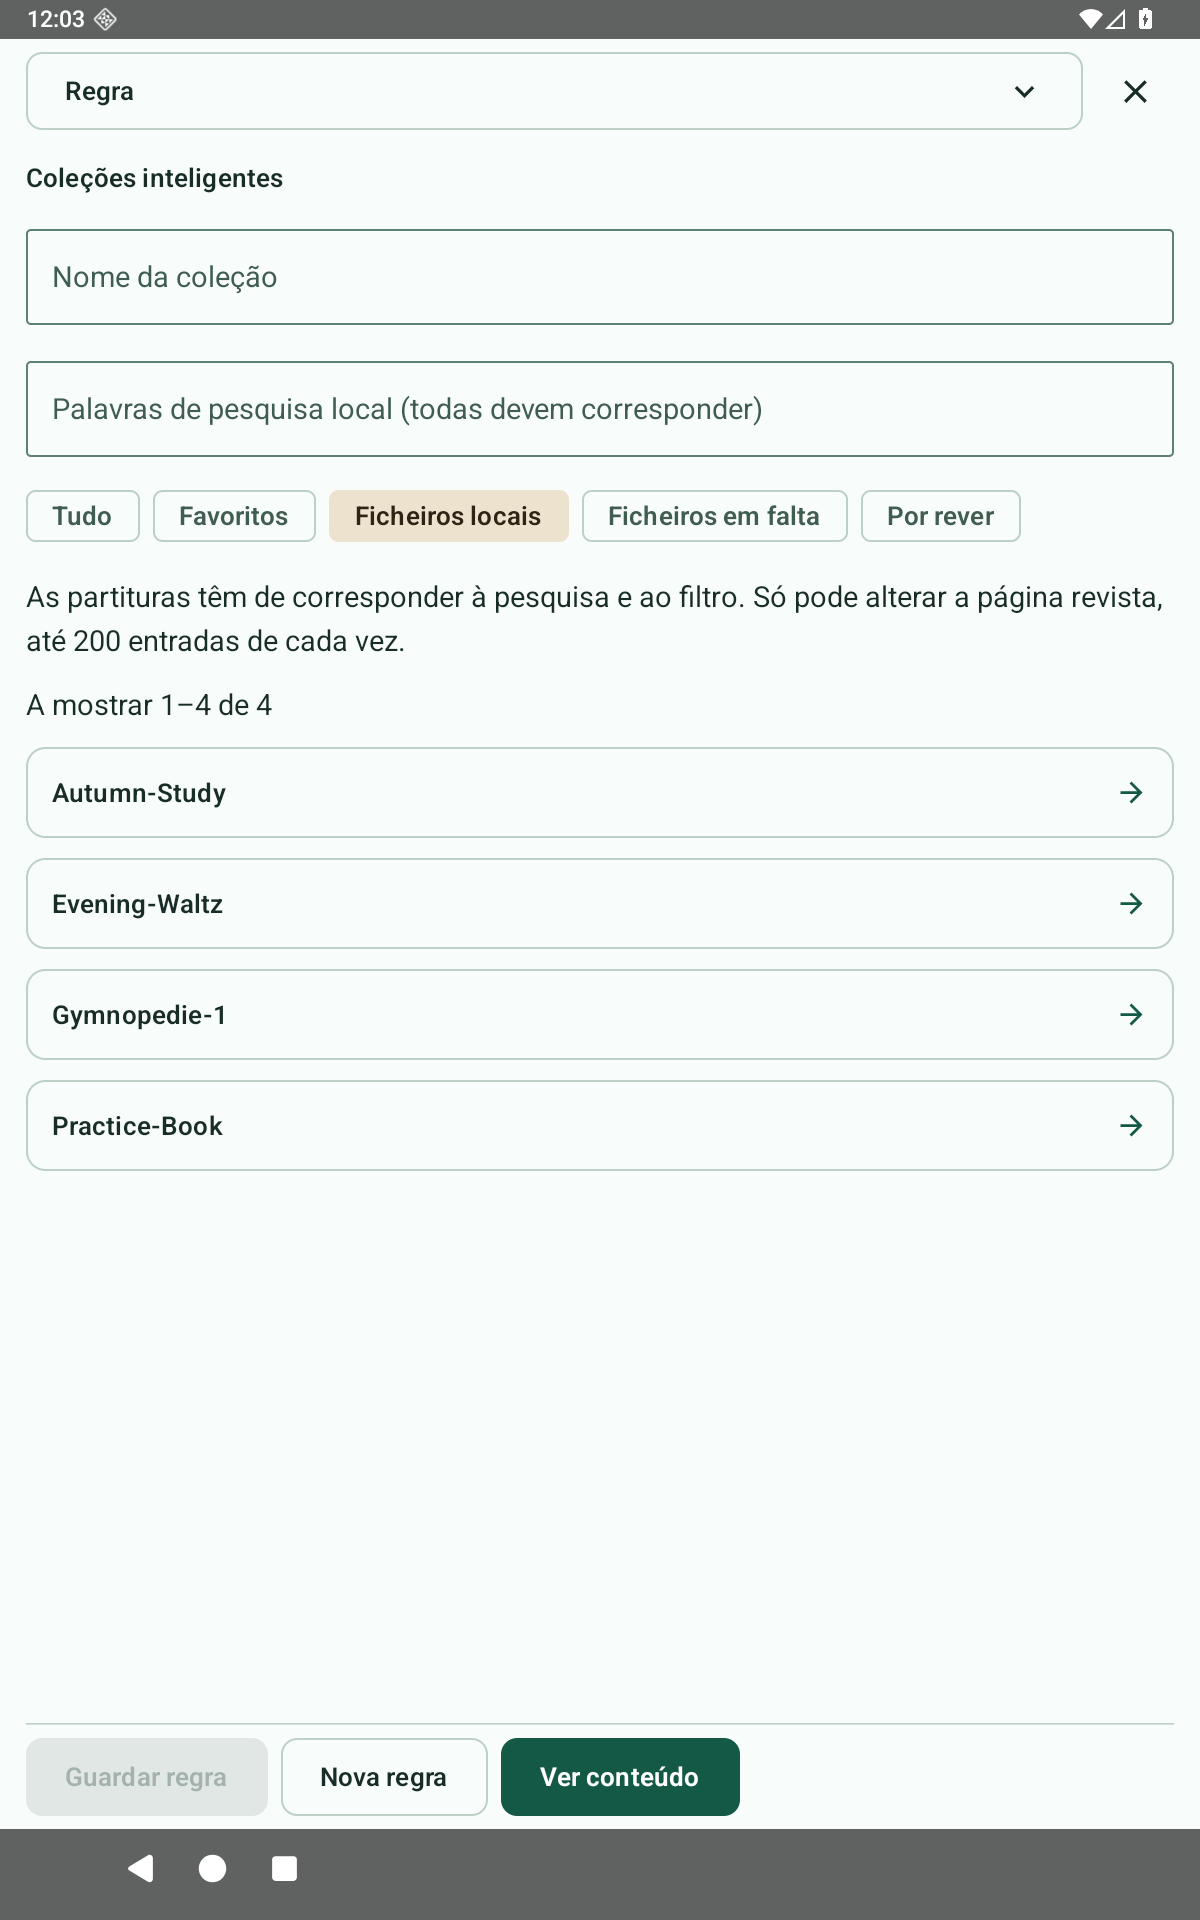 12:03
Regra
Coleções inteligentes
Nome da coleção
Palavras de pesquisa local (todas devem corresponder)
Tudo
Favoritos
Ficheiros locais
Ficheiros em falta
Por rever
As partituras têm de corresponder à pesquisa e ao filtro. Só pode alterar a página revista,
até 200 entradas de cada vez.
A mostrar 1–4 de 4
Autumn-Study
Evening-Waltz
Gymnopedie-1
Practice-Book
Guardar regra
Nova regra
Ver conteúdo